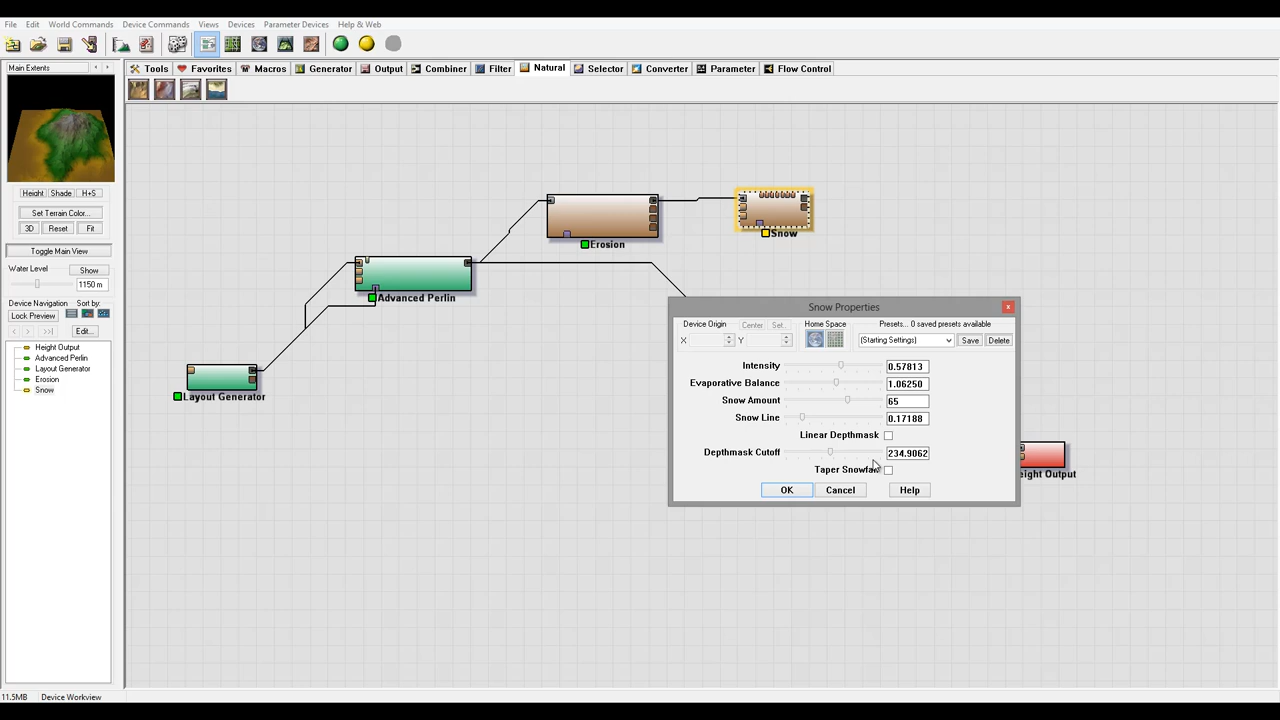 File Edit World Commands Device Commands Views Devices Parameter Devices Help & Web
Main Extents
Tools Favorites Macros Generator Output Combiner Filter Natural Selector Converter Parameter Flow Control
Height Shade H+S
Set Terrain Color...
3D Reset Fit
Toggle Main View
Water Level Show
1150 m
Device Navigation Sort by:
Lock Preview
Edit...
Height Output
Advanced Perlin
Layout Generator
Erosion
Snow
Snow
Erosion
Advanced Perlin
Layout Generator
Snow Properties
Device Origin Center Set.. Home Space Presets... 0 saved presets available
X Y (Starting Settings) Save Delete
Intensity 0.57813
Evaporative Balance 1.06250
Snow Amount 65
Snow Line 0.17188
Linear Depthmask
Depthmask Cutoff 234.9062
Taper
OK Cancel Help
eight Output
11.5MB Device Workview